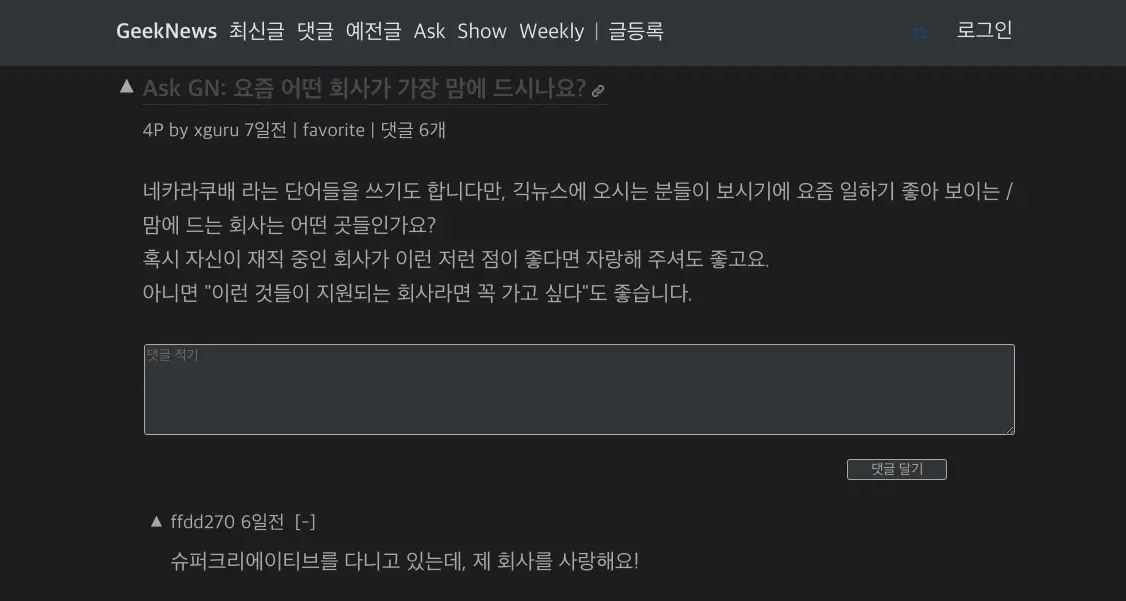 GeekNews 최신글 댓글 예전글 Ask Show Weekly | 글등록 로그인
▲ Ask GN: 요즘 어떤 회사가 가장 맘에 드시나요?
4P by xguru 7일전 | favorite | 댓글 6개
네카라쿠배 라는 단어들을 쓰기도 합니다만, 긱뉴스에 오시는 분들이 보시기에 요즘 일하기 좋아 보이는 /
맘에 드는 회사는 어떤 곳들인가요?
혹시 자신이 재직 중인 회사가 이런 저런 점이 좋다면 자랑해 주셔도 좋고요.
아니면 "이런 것들이 지원되는 회사라면 꼭 가고 싶다"도 좋습니다.
댓글 적기
댓글 달기
▲ ffdd270 6일전 [-]
슈퍼크리에이티브를 다니고 있는데, 제 회사를 사랑해요!